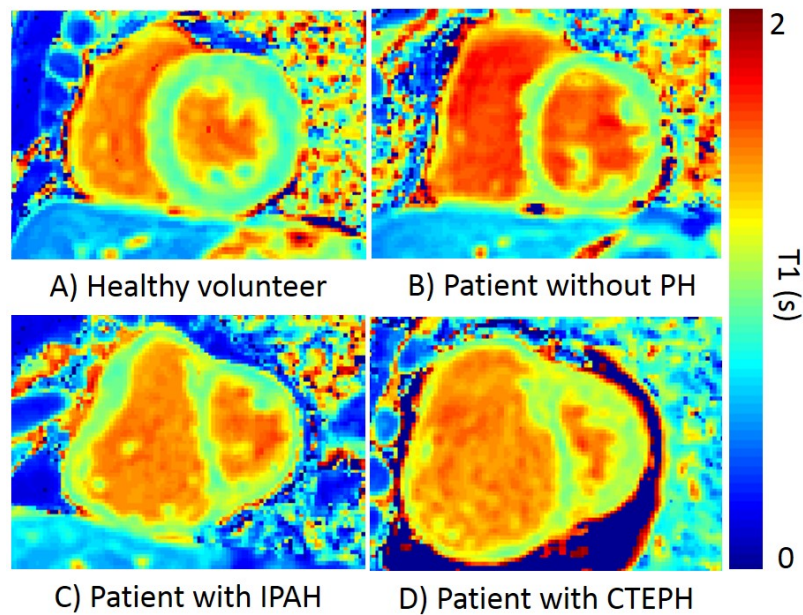 2
A) Healthy volunteer
B) Patient without PH
T1 (s)
0
C) Patient with IPAH
D) Patient with CTEPH